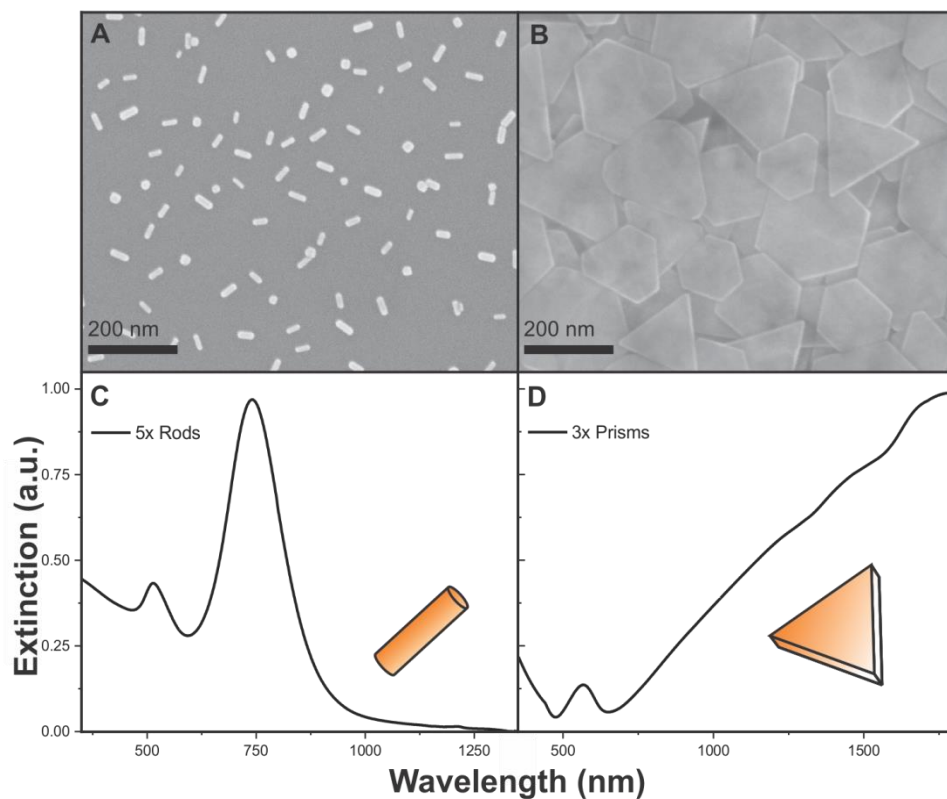 A
B
200 nm
200 nm
C
D
5x Rods
3x Prisms
1.00
0.75
0.50
0.25
0.00
Extinction (a.u.)
500
750
1000
1250
500
1000
1500
Wavelength (nm)